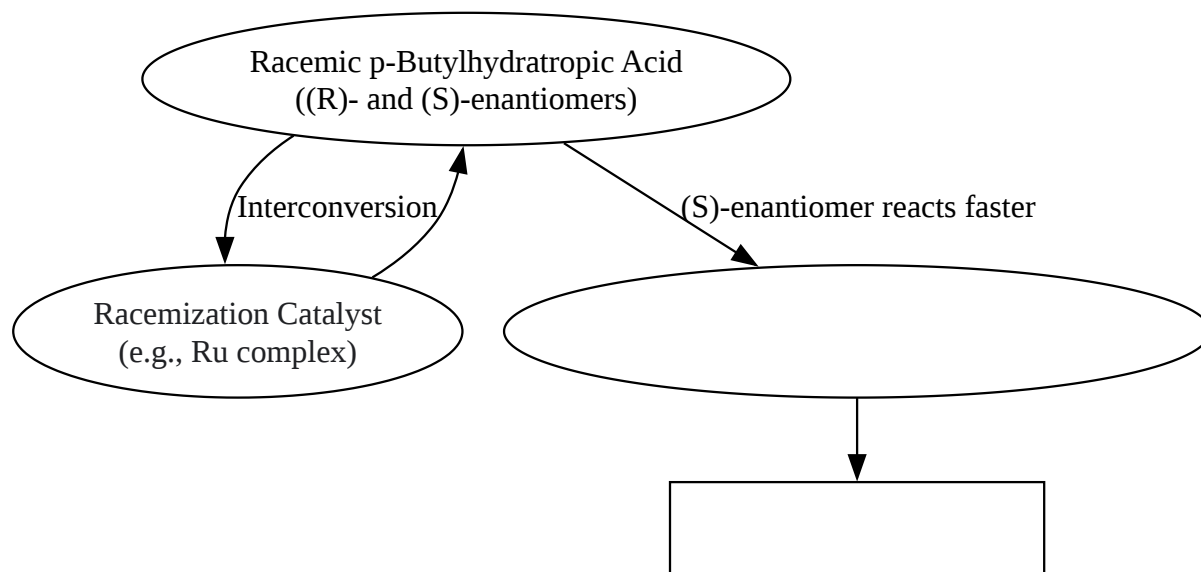 Racemic p-Butylhydratropic Acid
((R)- and (S)-enantiomers)
Interconversion
(S)-enantiomer reacts faster
Racemization Catalyst
(e.g., Ru complex)